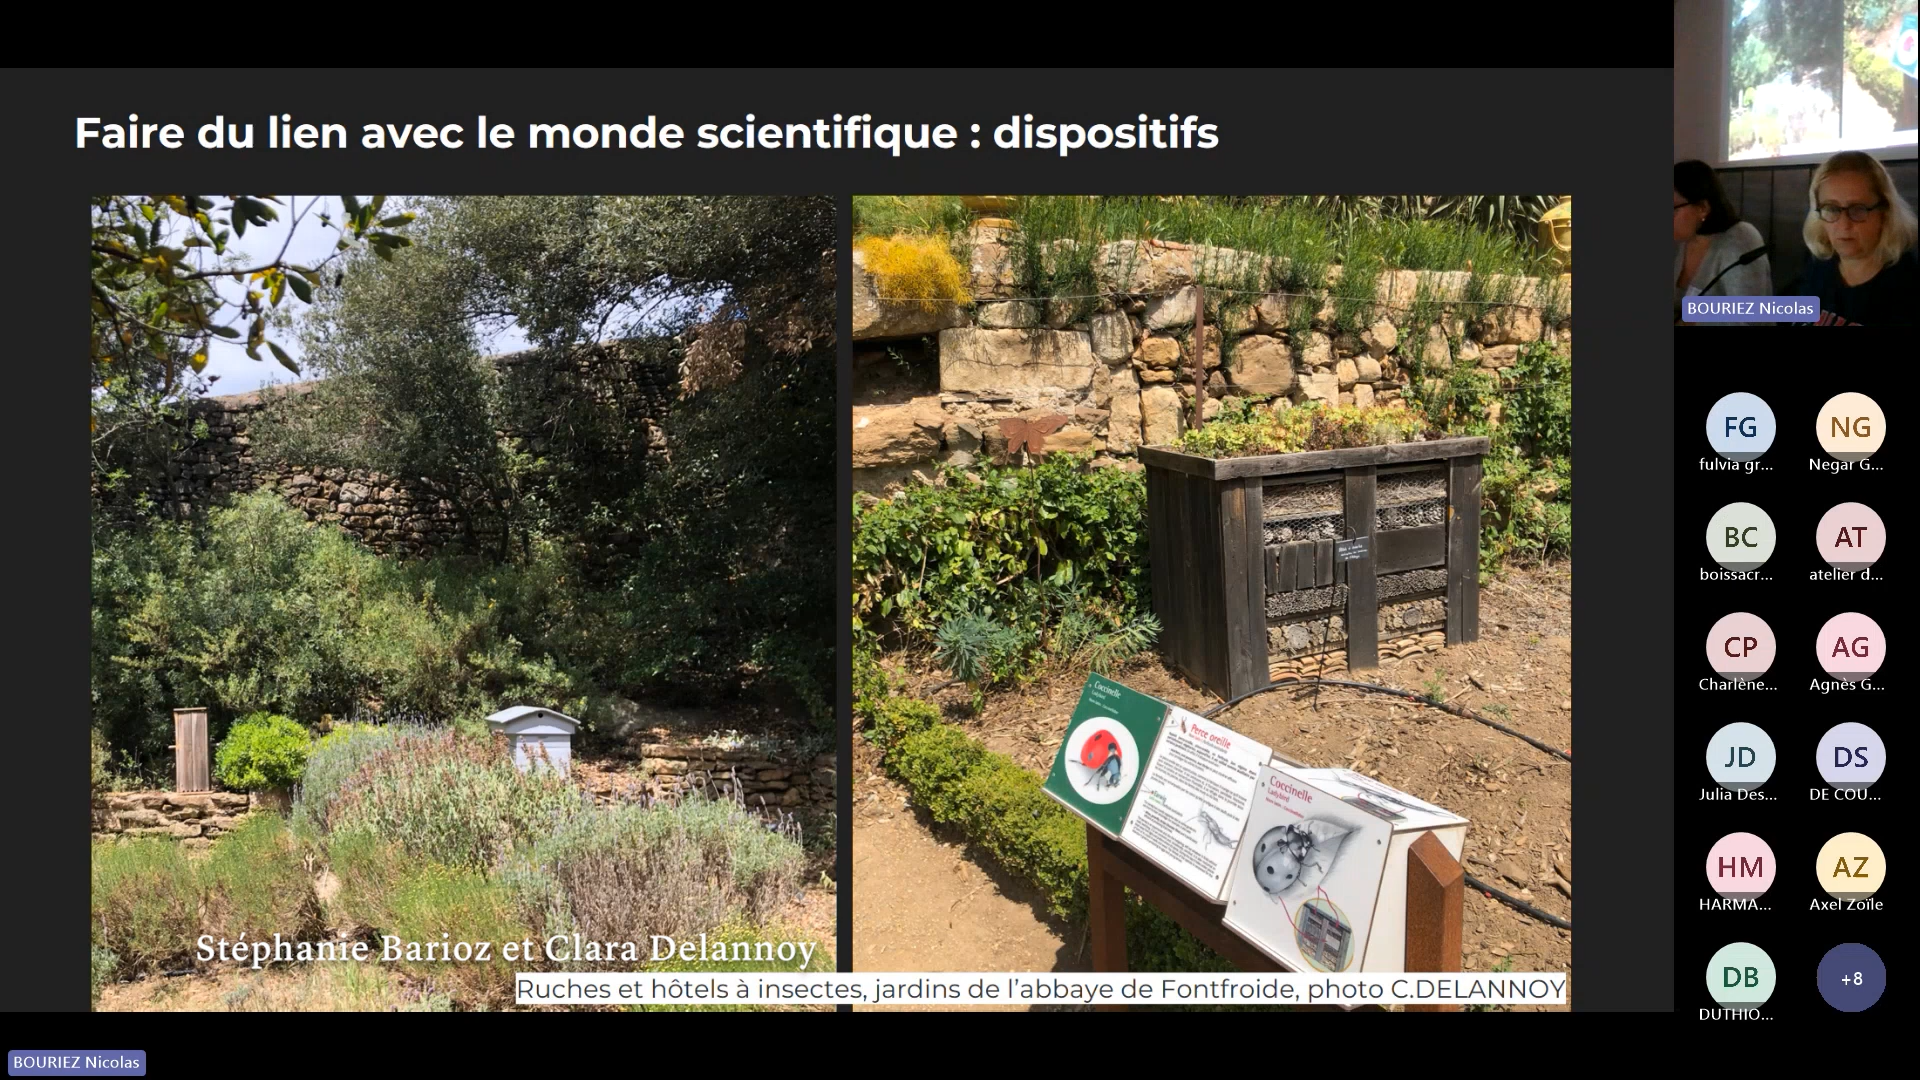 Faire du lien avec le monde scientifique : dispositifs
Coccinelle
Perce oreille
Coccinelle
Ladybird
Stéphanie Barioz et Clara Delannoy
Ruches et hôtels à insectes, jardins de l'abbaye de Fontfroide, photo C.DELANNOY
BOURIEZ Nicolas
BOURIEZ Nicolas
FG
fulvia gr...
NG
Negar G...
BC
boissacr...
AT
atelier d...
CP
Charlène...
AG
Agnès G...
JD
Julia Des...
DS
DE COU...
HM
HARMA...
AZ
Axel Zoïle
DB
DUTHIO...
+8